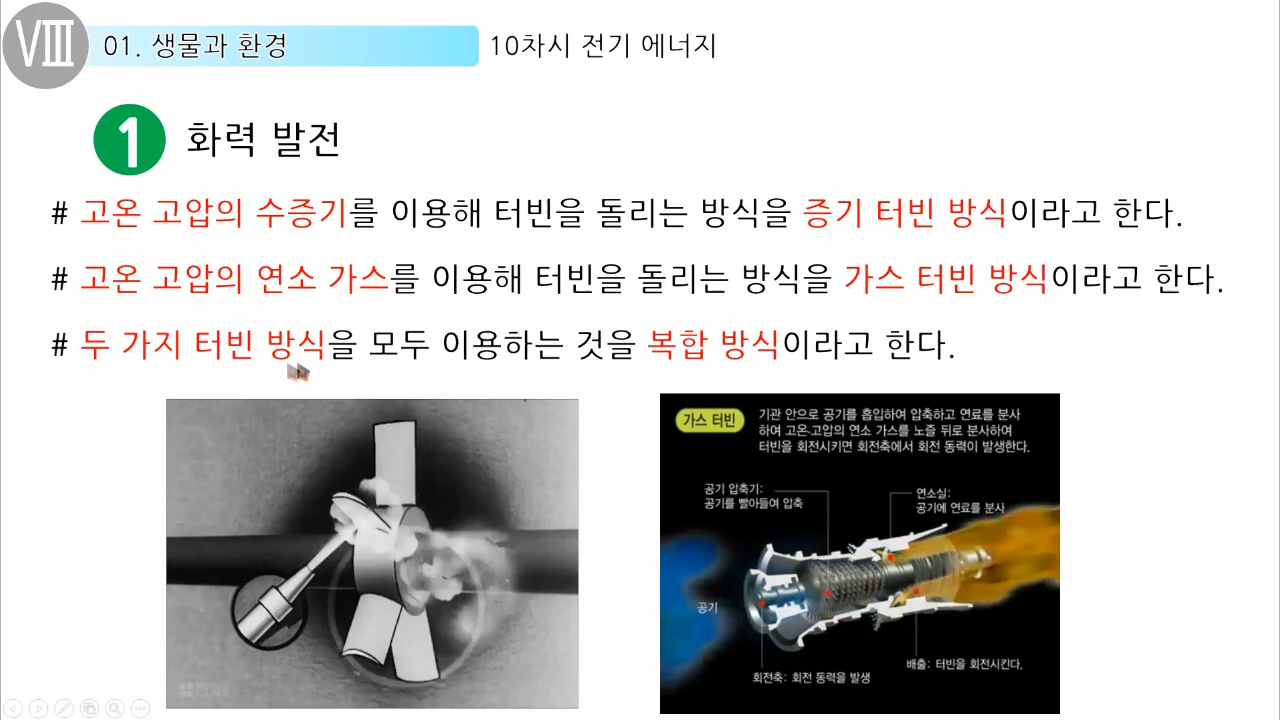 Ⅷ
01. 생물과 환경
10차시 전기 에너지
1 화력 발전
# 고온 고압의 수증기를 이용해 터빈을 돌리는 방식을 증기 터빈 방식이라고 한다.
# 고온 고압의 연소 가스를 이용해 터빈을 돌리는 방식을 가스 터빈 방식이라고 한다.
# 두 가지 터빈 방식을 모두 이용하는 것을 복합 방식이라고 한다.
가스 터빈
기관 안으로 공기를 흡입하여 압축하고 연료를 분사
하여 고온·고압의 연소 가스를 노즐 뒤로 분사하여
터빈을 회전시키면 회전축에서 회전 동력이 발생한다.
공기 압축기:
공기를 빨아들여 압축
연소실:
공기에 연료를 분사
공기
배출: 터빈을 회전시킨다.
회전축: 회전 동력을 발생